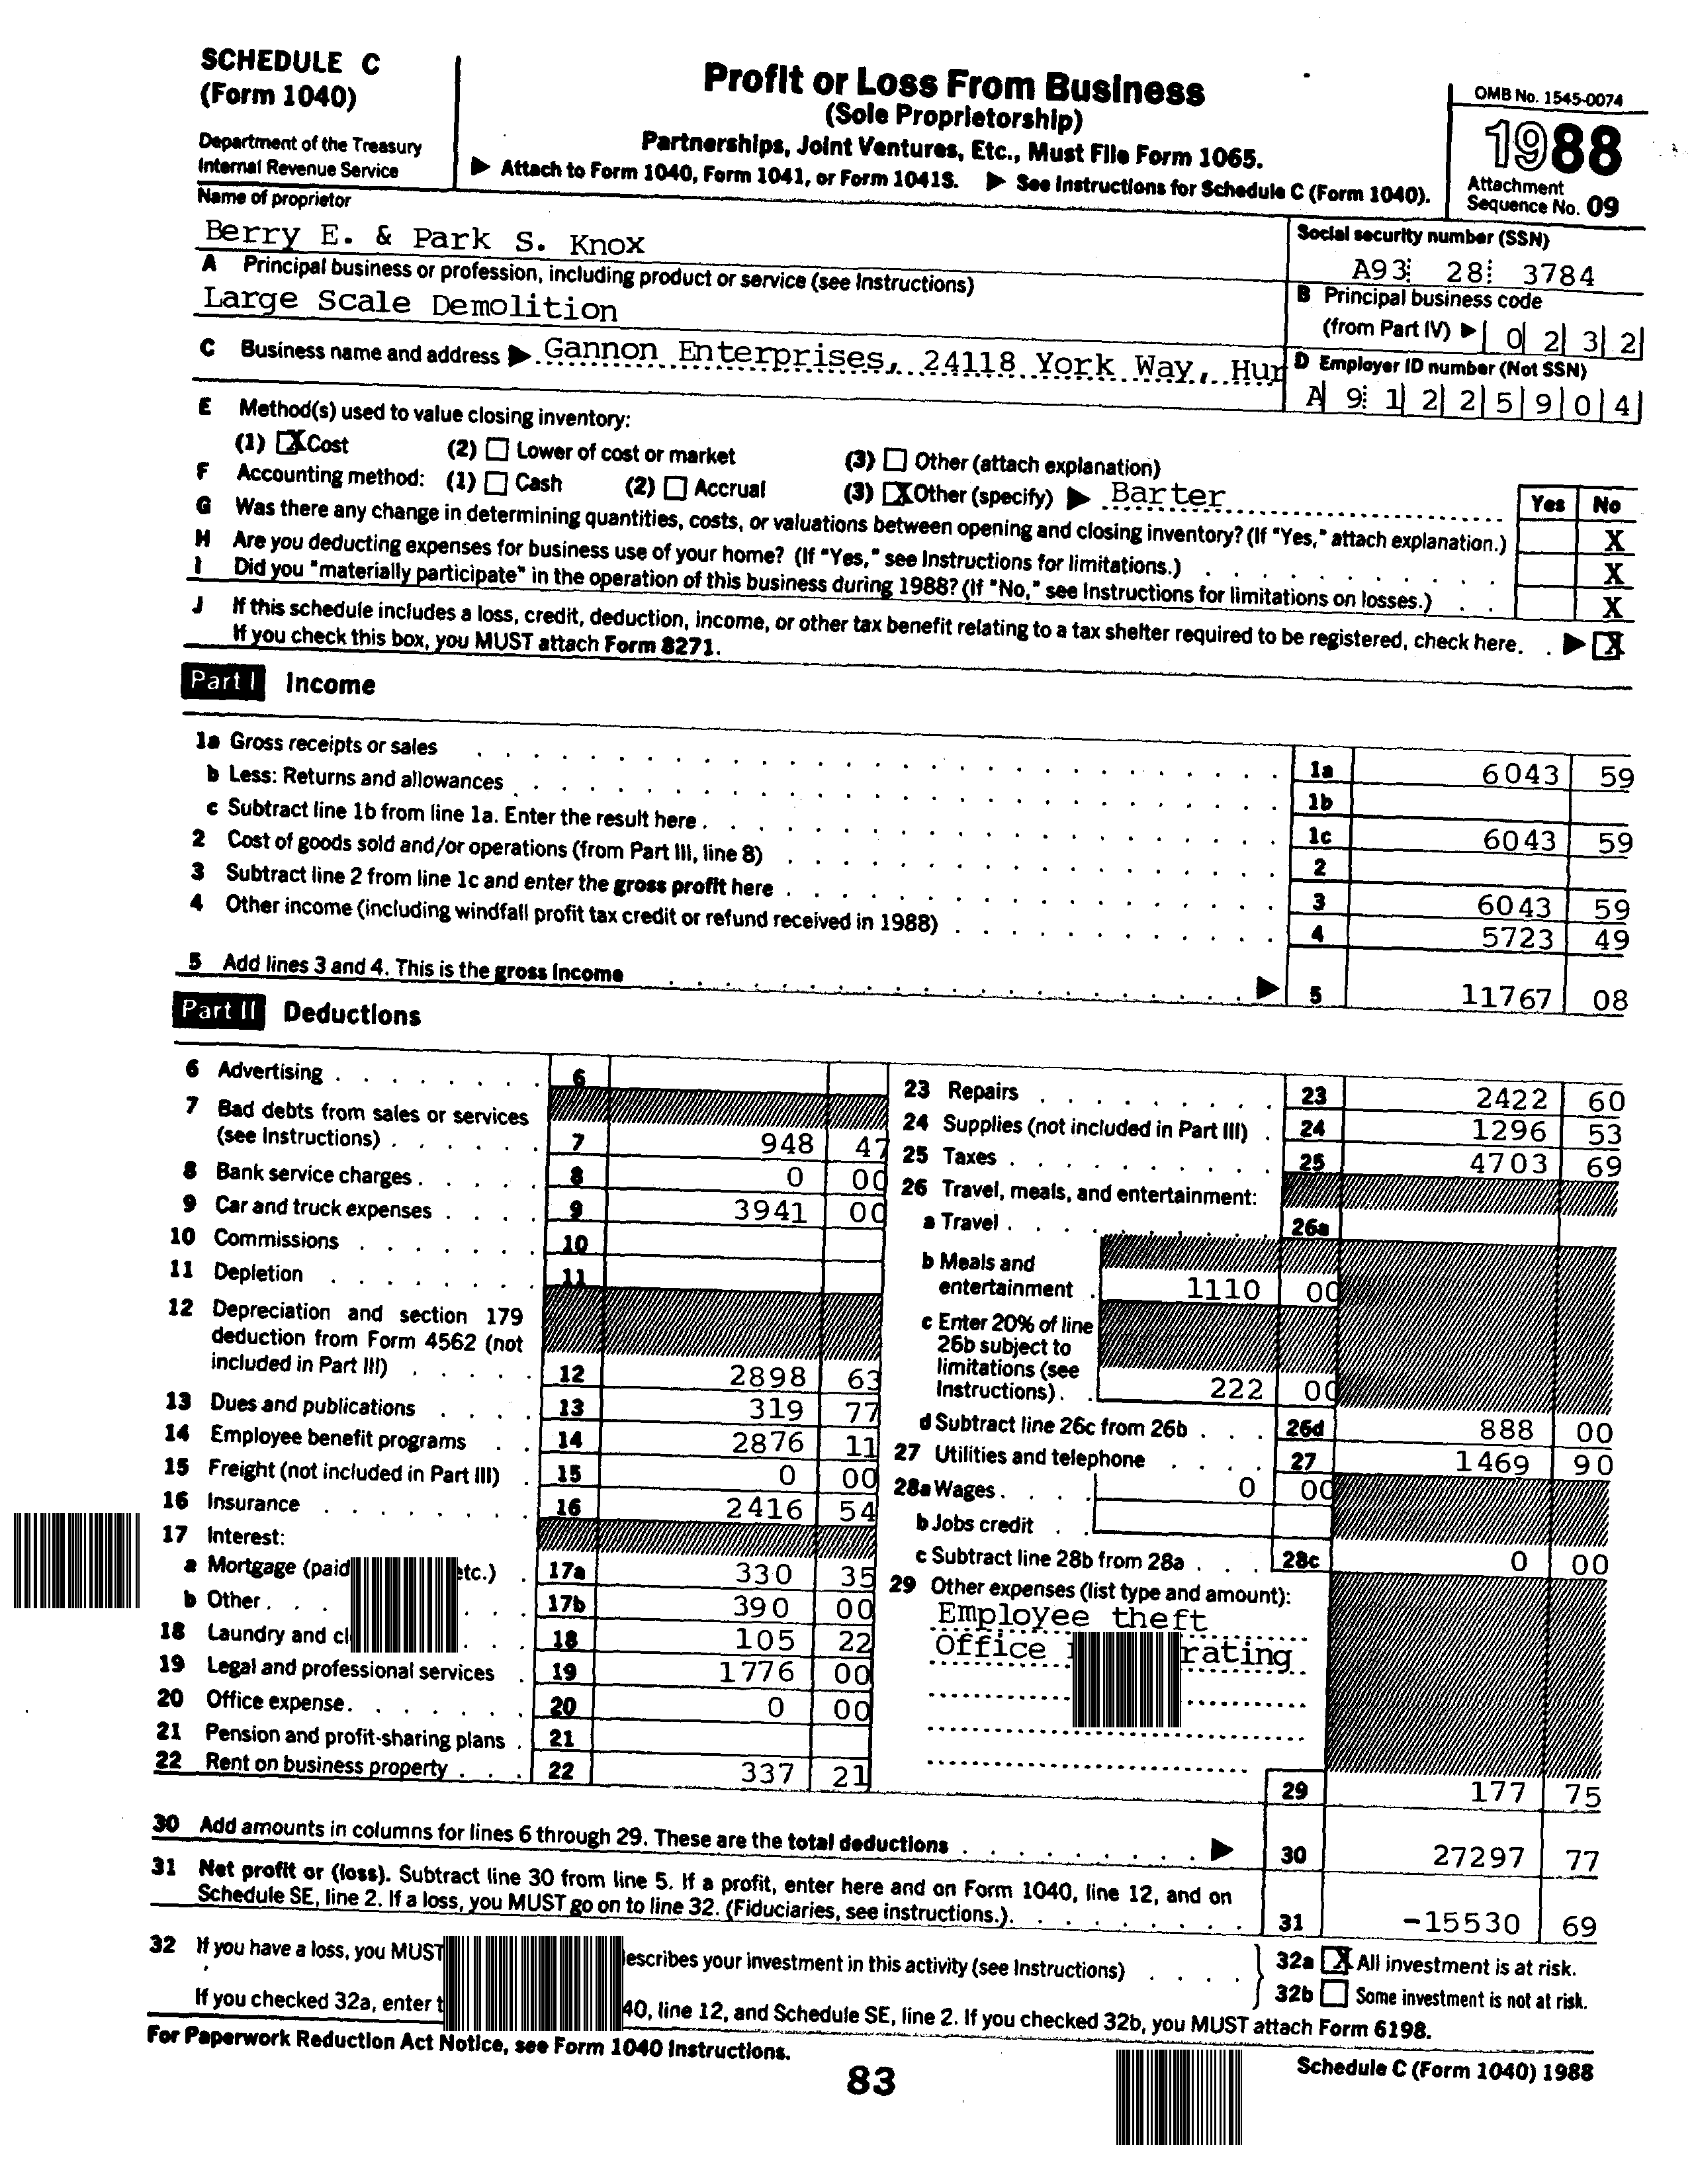 SCHEDULE C
(Form 1040)
Department of the Treasury
Internal Revenue Service
Profit or Loss From Business
(Sole Proprietorship)
Partnerships, Joint Ventures, Etc., Must File Form 1065.
▶ Attach to Form 1040, Form 1041, or Form 1041S. ▶ See Instructions for Schedule C (Form 1040).
OMB No. 1545-0074
1988
Attachment
Sequence No. 09
Name of proprietor
Berry E. & Park S. Knox
Social security number (SSN)
A93 28 3784
A Principal business or profession, including product or service (see Instructions)
Large Scale Demolition
B Principal business code
(from Part IV) ▶ 0 2 3 2
C Business name and address ▶ Gannon Enterprises, 24118 York Way, Hur
D Employer ID number (Not SSN)
A 9 1 2 2 5 9 0 4
E Method(s) used to value closing inventory:
(1) X Cost (2) Lower of cost or market (3) Other (attach explanation)
F Accounting method: (1) Cash (2) Accrual (3) X Other (specify) ▶ Barter
Yes No
G Was there any change in determining quantities, costs, or valuations between opening and closing inventory? (If "Yes," attach explanation.) X
H Are you deducting expenses for business use of your home? (If "Yes," see Instructions for limitations.) X
I Did you "materially participate" in the operation of this business during 1988? (If "No," see Instructions for limitations on losses.) X
J If this schedule includes a loss, credit, deduction, income, or other tax benefit relating to a tax shelter required to be registered, check here. ▶ X
If you check this box, you MUST attach Form 8271.
Part I Income
1a Gross receipts or sales 1a 6043 59
b Less: Returns and allowances 1b
c Subtract line 1b from line 1a. Enter the result here 1c 6043 59
2 Cost of goods sold and/or operations (from Part III, line 8) 2
3 Subtract line 2 from line 1c and enter the gross profit here 3 6043 59
4 Other income (including windfall profit tax credit or refund received in 1988) 4 5723 49
5 Add lines 3 and 4. This is the gross income ▶ 5 11767 08
Part II Deductions
6 Advertising 6
7 Bad debts from sales or services
(see Instructions) 7 948 47
8 Bank service charges 8 0 00
9 Car and truck expenses 9 3941 00
10 Commissions 10
11 Depletion 11
12 Depreciation and section 179
deduction from Form 4562 (not
included in Part III) 12 2898 63
13 Dues and publications 13 319 77
14 Employee benefit programs 14 2876 11
15 Freight (not included in Part III) 15 0 00
16 Insurance 16 2416 54
17 Interest:
a Mortgage (paid etc.) 17a 330 35
b Other 17b 390 00
18 Laundry and cl 18 105 22
19 Legal and professional services 19 1776 00
20 Office expense 20 0 00
21 Pension and profit-sharing plans 21
22 Rent on business property 22 337 21
23 Repairs 23 2422 60
24 Supplies (not included in Part III) 24 1296 53
25 Taxes 25 4703 69
26 Travel, meals, and entertainment:
a Travel 26a
b Meals and
entertainment 1110 00
c Enter 20% of line
26b subject to
limitations (see
Instructions) 222 00
d Subtract line 26c from 26b 26d 888 00
27 Utilities and telephone 27 1469 90
28a Wages 0 00
b Jobs credit
c Subtract line 28b from 28a 28c 0 00
29 Other expenses (list type and amount):
Employee theft
Office rating
29 177 75
30 Add amounts in columns for lines 6 through 29. These are the total deductions ▶ 30 27297 77
31 Net profit or (loss). Subtract line 30 from line 5. If a profit, enter here and on Form 1040, line 12, and on
Schedule SE, line 2. If a loss, you MUST go on to line 32. (Fiduciaries, see instructions.) 31 -15530 69
32 If you have a loss, you MUST escribes your investment in this activity (see Instructions) 32a X All investment is at risk.
32b Some investment is not at risk.
If you checked 32a, enter t 40, line 12, and Schedule SE, line 2. If you checked 32b, you MUST attach Form 6198.
For Paperwork Reduction Act Notice, see Form 1040 Instructions.
83
Schedule C (Form 1040) 1988